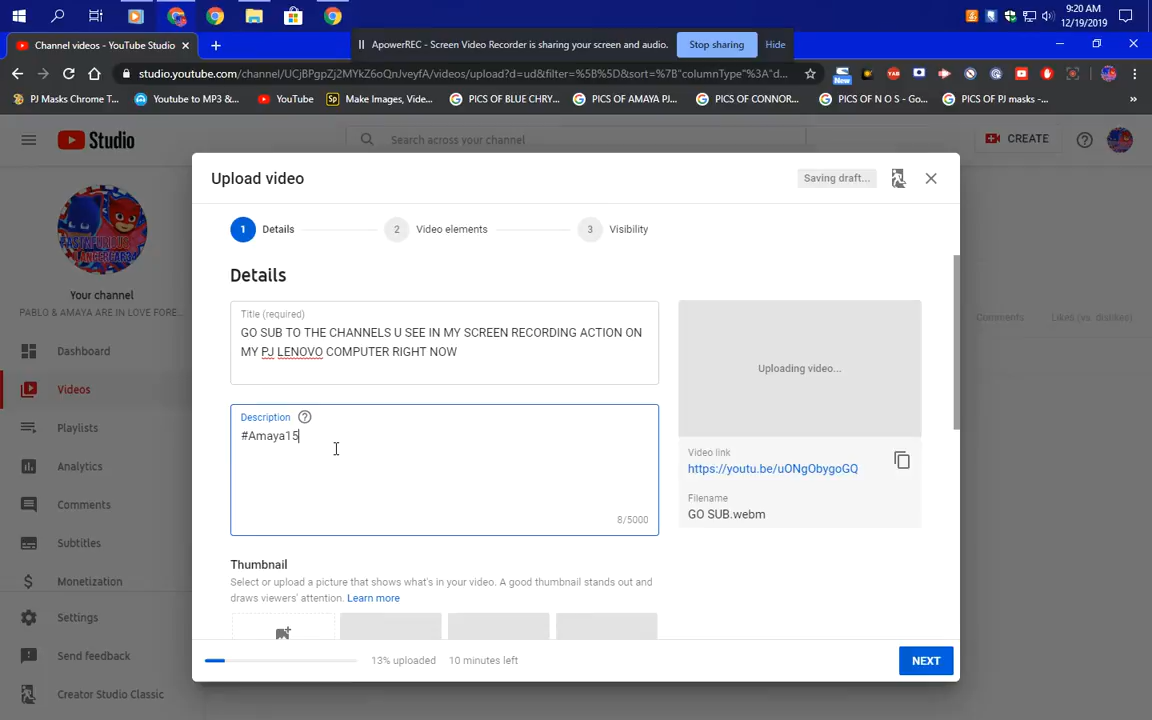 9:20 AM
12/19/2019
Channel videos - YouTube Studio
ApowerREC - Screen Video Recorder is sharing your screen and audio.
Stop sharing
Hide
studio.youtube.com/channel/UCjBPgpZj2MYkZ6oQnJveyfA/videos/upload?d=ud&filter=%5B%5D&sort=%7B"columnType"%3A"d...
New
PJ Masks Chrome T...
Youtube to MP3 &...
YouTube
Sp
Make Images, Vide...
PICS OF BLUE CHRY...
PICS OF AMAYA PJ...
PICS OF CONNOR...
PICS OF N O S - Go...
PICS OF PJ masks -...
Studio
Search across your channel
CREATE
Your channel
PABLO & AMAYA ARE IN LOVE FORE...
Dashboard
Videos
Playlists
Analytics
Comments
Subtitles
Monetization
Settings
Send feedback
Creator Studio Classic
Comments
Likes (vs. disliked)
Upload video
Saving draft...
1 Details
2 Video elements
3 Visibility
Details
Title (required)
GO SUB TO THE CHANNELS U SEE IN MY SCREEN RECORDING ACTION ON
MY PJ LENOVO COMPUTER RIGHT NOW
Description
#Amaya15
8/5000
Uploading video...
Video link
https://youtu.be/uONgObygoGQ
Filename
GO SUB.webm
Thumbnail
Select or upload a picture that shows what's in your video. A good thumbnail stands out and
draws viewers' attention. Learn more
13% uploaded
10 minutes left
NEXT